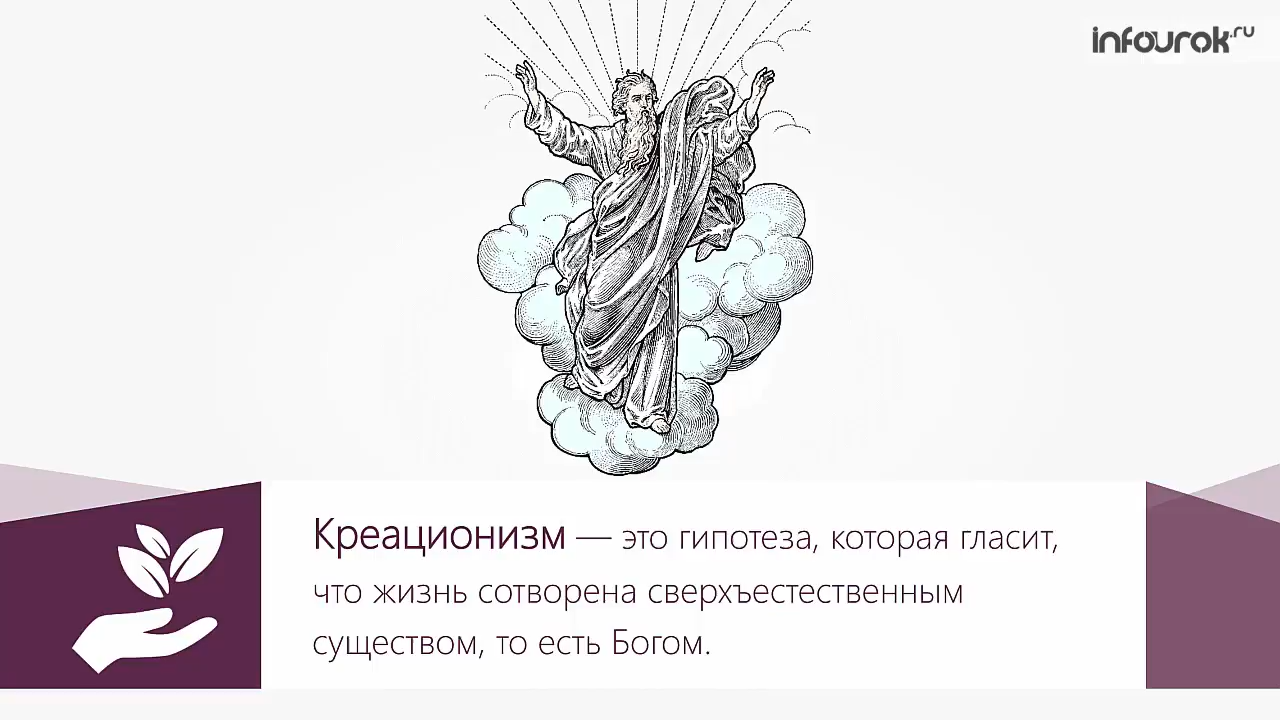 infourok.ru
Креационизм — это гипотеза, которая гласит,
что жизнь сотворена сверхъестественным
существом, то есть Богом.